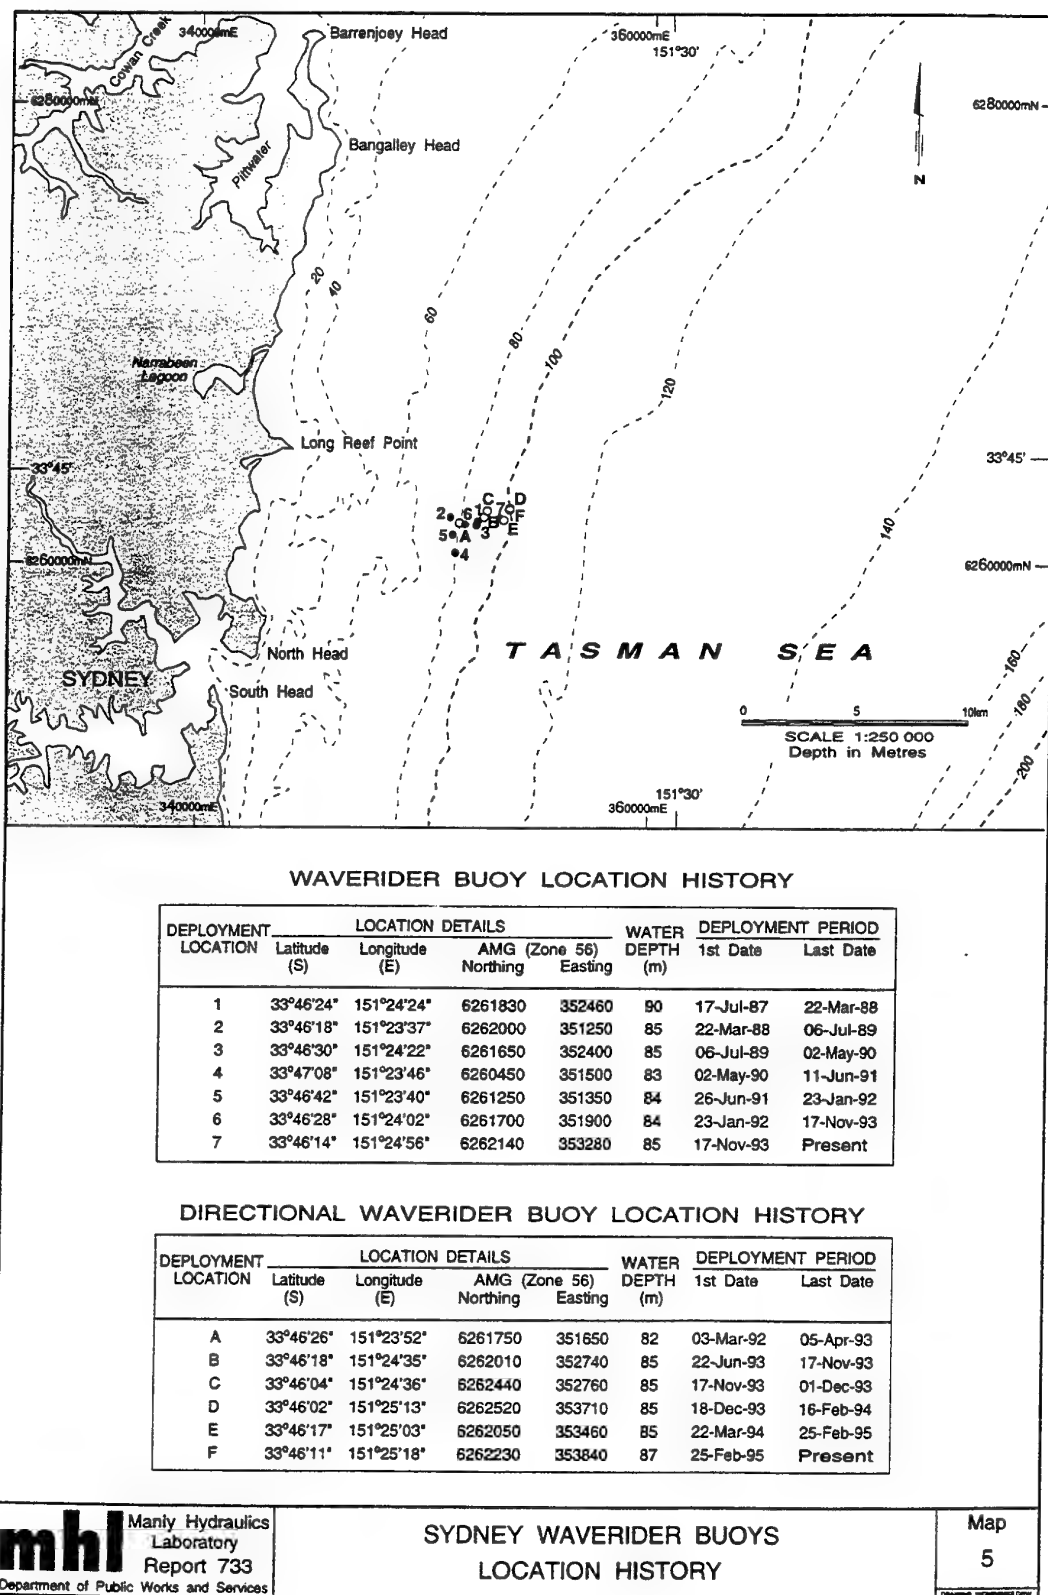 340000mE
Barrenjoey Head
360000mE
151°30'
Cowan Creek
6280000mN
6280000mN
Pittwater
Bangalley Head
N
20
40
60
80
100
120
Narrabeen
Lagoon
Long Reef Point
33°45'
33°45'
140
C D
2 6 1 7 F
5 A B 3 E
4
6260000mN
6260000mN
TASMAN SEA
North Head
SYDNEY
South Head
160
180
200
0 5 10km
SCALE 1:250 000
Depth in Metres
151°30'
340000mE
360000mE
WAVERIDER BUOY LOCATION HISTORY
DEPLOYMENT LOCATION DETAILS WATER DEPLOYMENT PERIOD
LOCATION Latitude Longitude AMG (Zone 56) DEPTH 1st Date Last Date
(S) (E) Northing Easting (m)
1 33°46'24" 151°24'24" 6261830 352460 90 17-Jul-87 22-Mar-88
2 33°46'18" 151°23'37" 6262000 351250 85 22-Mar-88 06-Jul-89
3 33°46'30" 151°24'22" 6261650 352400 85 06-Jul-89 02-May-90
4 33°47'08" 151°23'46" 6260450 351500 83 02-May-90 11-Jun-91
5 33°46'42" 151°23'40" 6261250 351350 84 26-Jun-91 23-Jan-92
6 33°46'28" 151°24'02" 6261700 351900 84 23-Jan-92 17-Nov-93
7 33°46'14" 151°24'56" 6262140 353280 85 17-Nov-93 Present
DIRECTIONAL WAVERIDER BUOY LOCATION HISTORY
DEPLOYMENT LOCATION DETAILS WATER DEPLOYMENT PERIOD
LOCATION Latitude Longitude AMG (Zone 56) DEPTH 1st Date Last Date
(S) (E) Northing Easting (m)
A 33°46'26" 151°23'52" 6261750 351650 82 03-Mar-92 05-Apr-93
B 33°46'18" 151°24'35" 6262010 352740 85 22-Jun-93 17-Nov-93
C 33°46'04" 151°24'36" 6262440 352760 85 17-Nov-93 01-Dec-93
D 33°46'02" 151°25'13" 6262520 353710 85 18-Dec-93 16-Feb-94
E 33°46'17" 151°25'03" 6262050 353460 85 22-Mar-94 25-Feb-95
F 33°46'11" 151°25'18" 6262230 353840 87 25-Feb-95 Present
mhl
Manly Hydraulics
Laboratory
Report 733
Department of Public Works and Services
SYDNEY WAVERIDER BUOYS
LOCATION HISTORY
Map
5